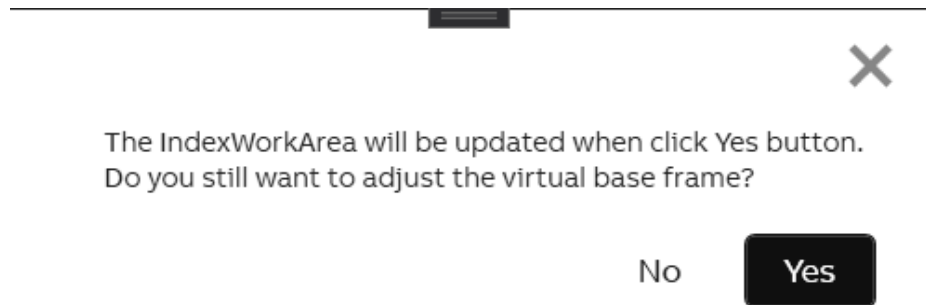 The IndexWorkArea will be updated when click Yes button.
Do you still want to adjust the virtual base frame?
No Yes